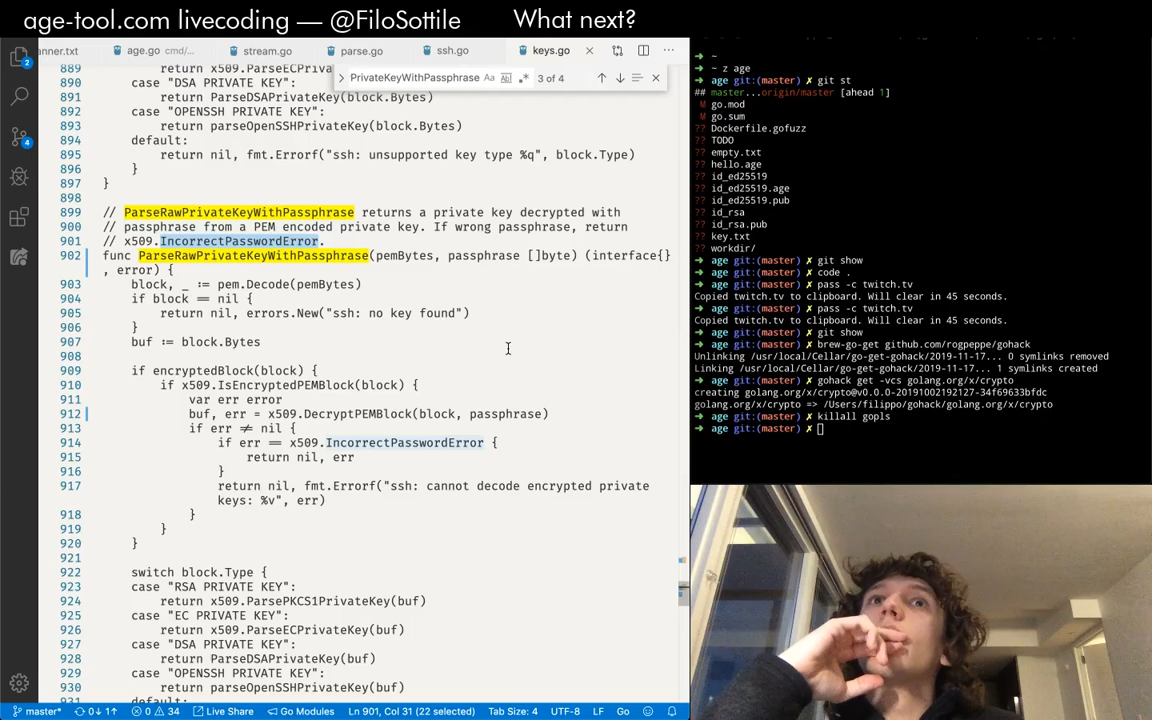 age-tool.com livecoding — @FiloSottile What next?
anner.txt age.go cmd/... stream.go parse.go ssh.go keys.go
PrivateKeyWithPassphrase Aa Abl .* 3 of 4
889 return x509.ParseECPriva
890 case "DSA PRIVATE KEY":
891 return ParseDSAPrivateKey(block.Bytes)
892 case "OPENSSH PRIVATE KEY":
893 return parseOpenSSHPrivateKey(block.Bytes)
894 default:
895 return nil, fmt.Errorf("ssh: unsupported key type %q", block.Type)
896 }
897 }
898
899 // ParseRawPrivateKeyWithPassphrase returns a private key decrypted with
900 // passphrase from a PEM encoded private key. If wrong passphrase, return
901 // x509.IncorrectPasswordError.
902 func ParseRawPrivateKeyWithPassphrase(pemBytes, passphrase []byte) (interface{}
, error) {
903 block, _ := pem.Decode(pemBytes)
904 if block == nil {
905 return nil, errors.New("ssh: no key found")
906 }
907 buf := block.Bytes
908
909 if encryptedBlock(block) {
910 if x509.IsEncryptedPEMBlock(block) {
911 var err error
912 buf, err = x509.DecryptPEMBlock(block, passphrase)
913 if err ≠ nil {
914 if err == x509.IncorrectPasswordError {
915 return nil, err
916 }
917 return nil, fmt.Errorf("ssh: cannot decode encrypted private
keys: %v", err)
918 }
919 }
920 }
921
922 switch block.Type {
923 case "RSA PRIVATE KEY":
924 return x509.ParsePKCS1PrivateKey(buf)
925 case "EC PRIVATE KEY":
926 return x509.ParseECPrivateKey(buf)
927 case "DSA PRIVATE KEY":
928 return ParseDSAPrivateKey(buf)
929 case "OPENSSH PRIVATE KEY":
930 return parseOpenSSHPrivateKey(buf)
931 default:
2
4
master* 0↓ 1↑ 0 34 Live Share Go Modules Ln 901, Col 31 (22 selected) Tab Size: 4 UTF-8 LF Go
➜ ~
➜ ~ z age
➜ age git:(master) ✗ git st
## master...origin/master [ahead 1]
M go.mod
M go.sum
?? Dockerfile.gofuzz
?? TODO
?? empty.txt
?? hello.age
?? id_ed25519
?? id_ed25519.age
?? id_ed25519.pub
?? id_rsa
?? id_rsa.pub
?? key.txt
?? workdir/
➜ age git:(master) ✗ git show
➜ age git:(master) ✗ code .
➜ age git:(master) ✗ pass -c twitch.tv
Copied twitch.tv to clipboard. Will clear in 45 seconds.
➜ age git:(master) ✗ pass -c twitch.tv
Copied twitch.tv to clipboard. Will clear in 45 seconds.
➜ age git:(master) ✗ git show
➜ age git:(master) ✗ brew-go-get github.com/rogpeppe/gohack
Unlinking /usr/local/Cellar/go-get-gohack/2019-11-17... 0 symlinks removed
Linking /usr/local/Cellar/go-get-gohack/2019-11-17... 1 symlinks created
➜ age git:(master) ✗ gohack get -vcs golang.org/x/crypto
creating golang.org/x/crypto@v0.0.0-20191002192127-34f69633bfdc
golang.org/x/crypto => /Users/filippo/gohack/golang.org/x/crypto
➜ age git:(master) ✗ killall gopls
➜ age git:(master) ✗